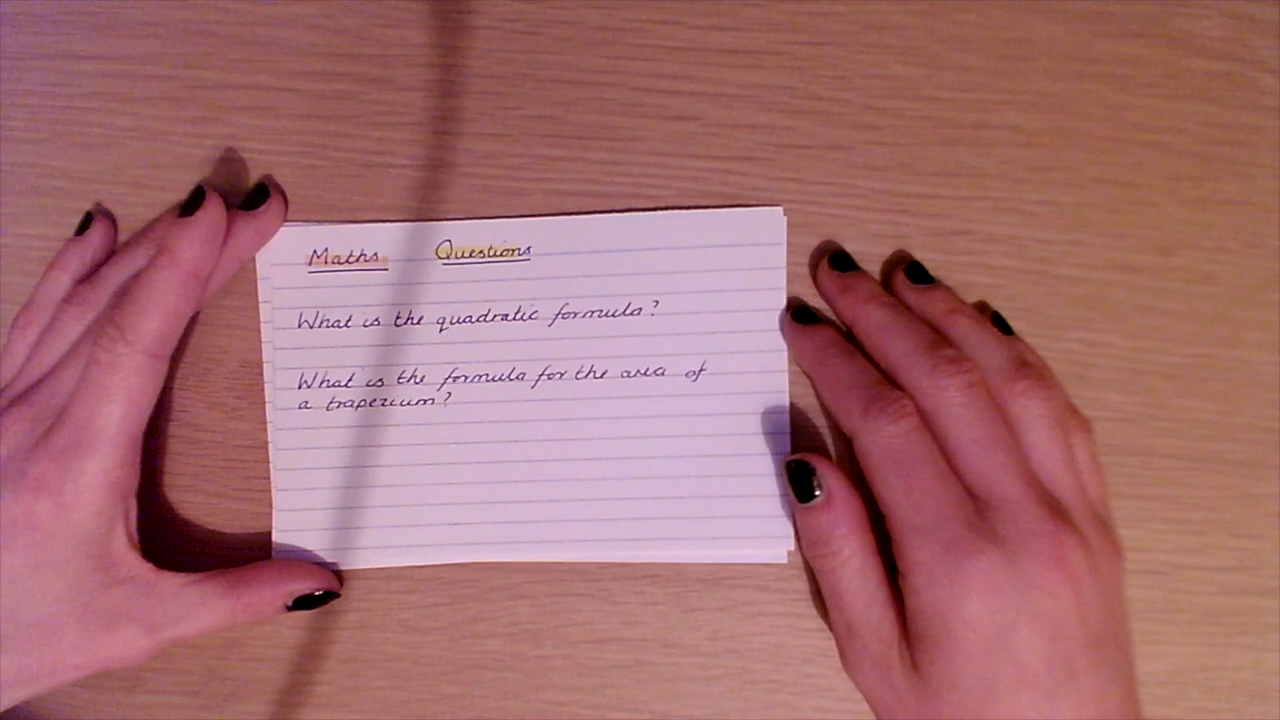 Maths Questions
What is the quadratic formula?
What is the formula for the area of
a trapezium?